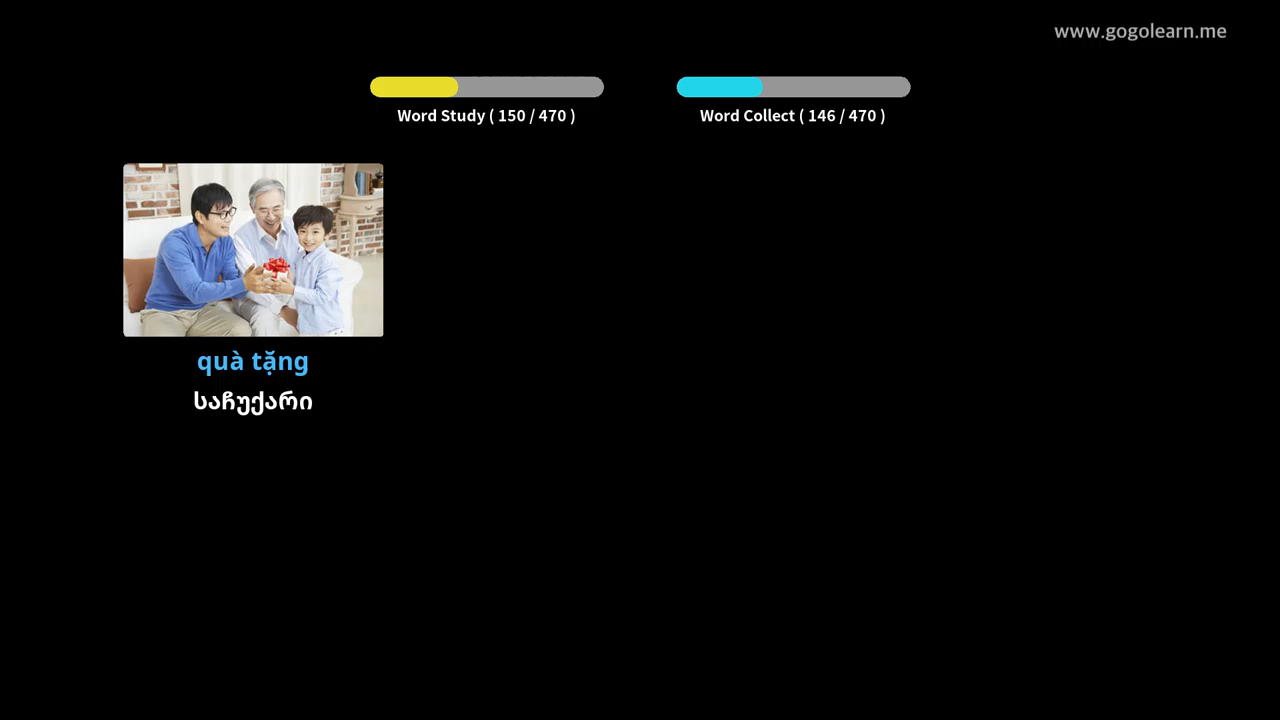 www.gogolearn.me
Word Study ( 150 / 470 )
Word Collect ( 146 / 470 )
quà tặng
საჩუქარი